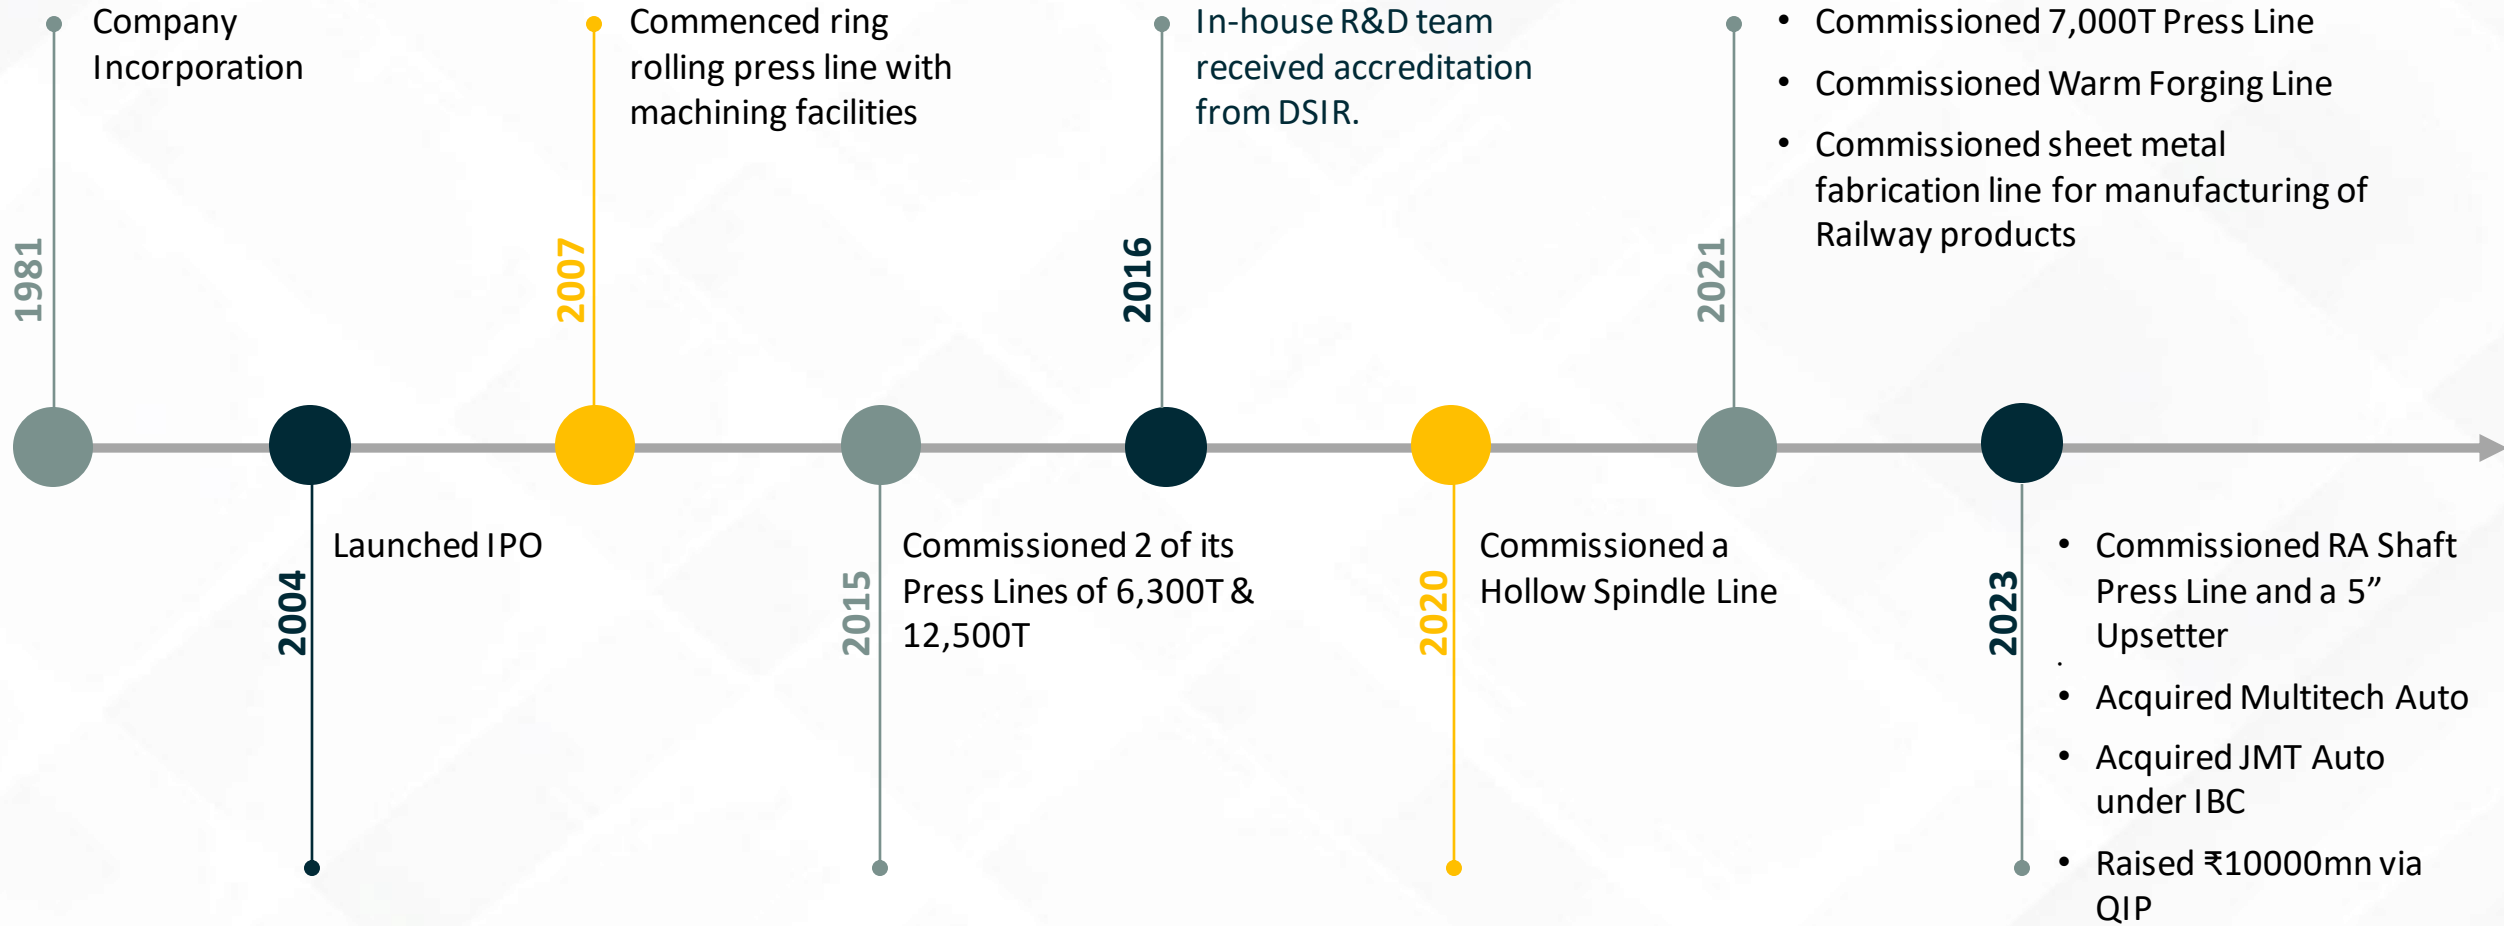 1981
Company
Incorporation
2004
Launched IPO
2007
Commenced ring
rolling press line with
machining facilities
2015
Commissioned 2 of its
Press Lines of 6,300T &
12,500T
2016
In-house R&D team
received accreditation
from DSIR.
2020
Commissioned a
Hollow Spindle Line
2021
• Commissioned 7,000T Press Line
• Commissioned Warm Forging Line
• Commissioned sheet metal
fabrication line for manufacturing of
Railway products
2023
• Commissioned RA Shaft
Press Line and a 5”
Upsetter
•
• Acquired Multitech Auto
• Acquired JMT Auto
under IBC
• Raised ₹10000mn via
QIP